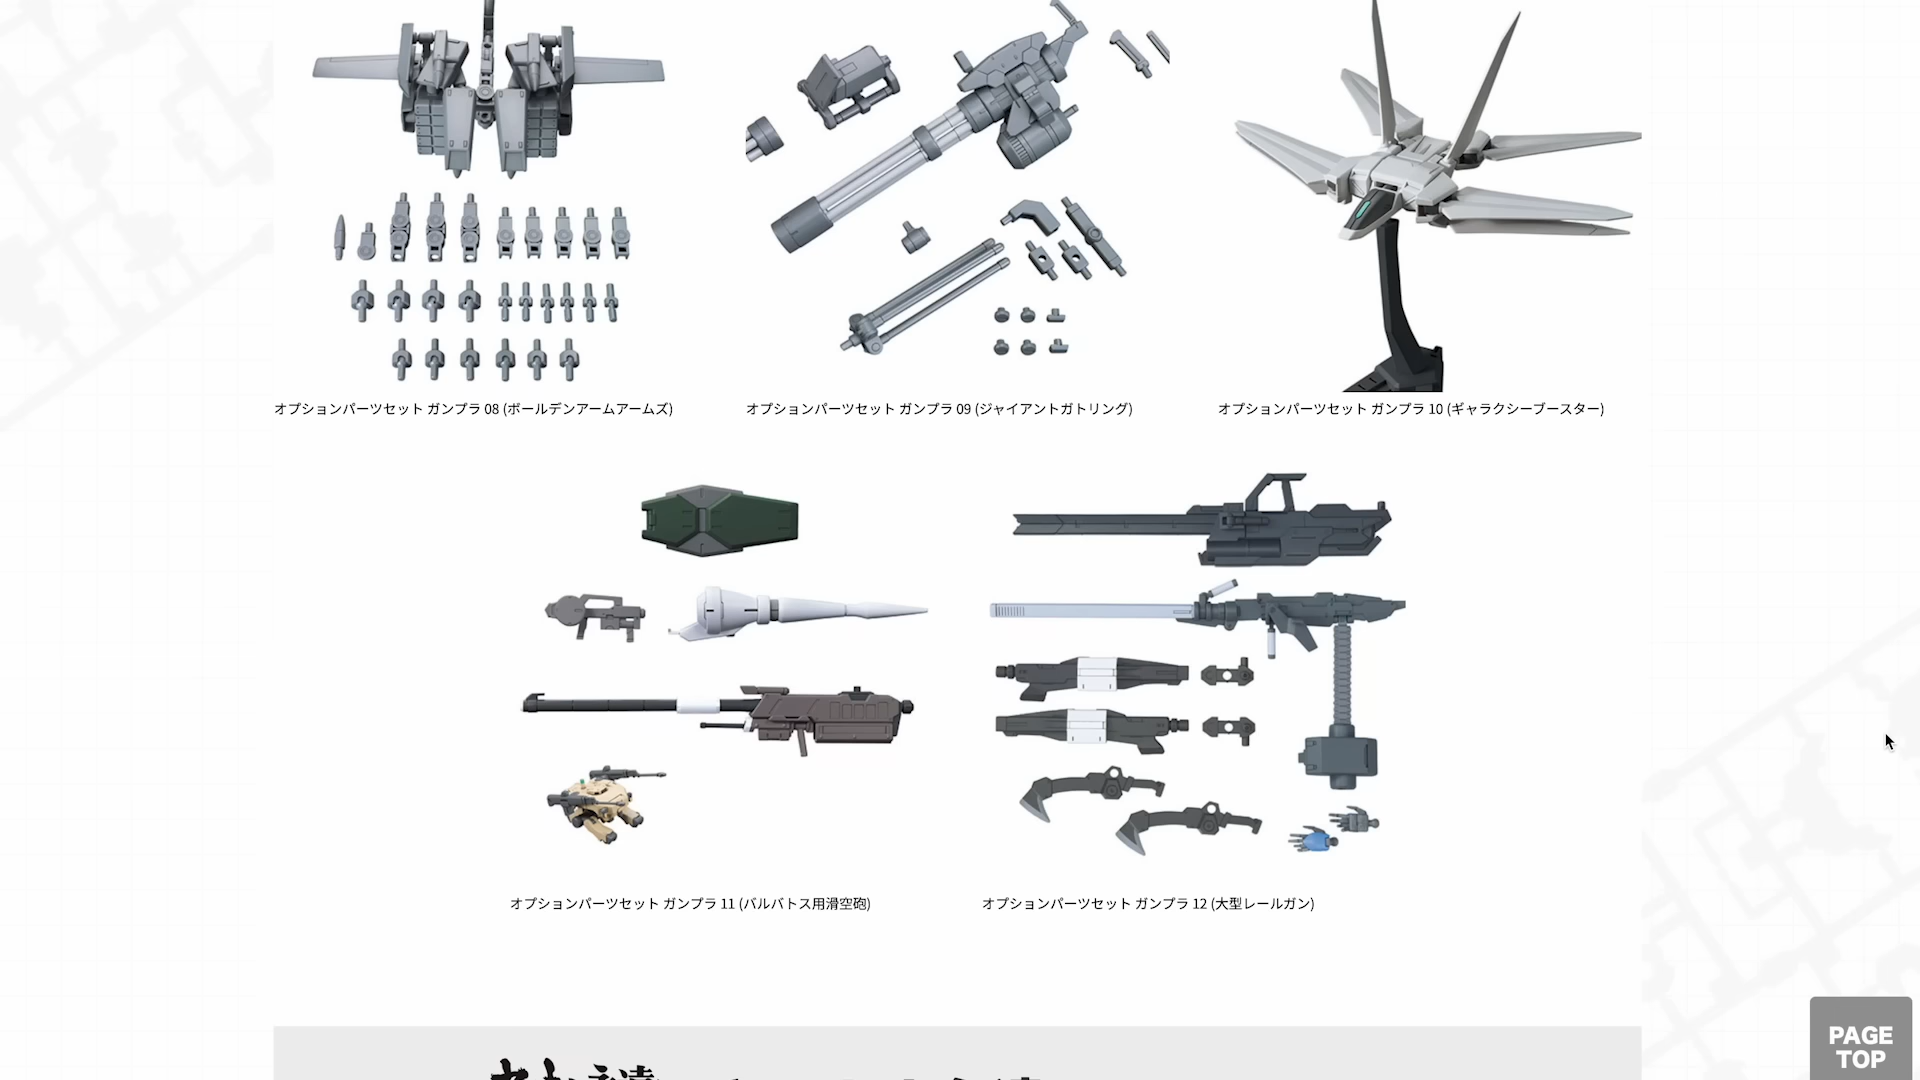 オプションパーツセット ガンプラ 08 (ボールデンアームアームズ)
オプションパーツセット ガンプラ 09 (ジャイアントガトリング)
オプションパーツセット ガンプラ 10 (ギャラクシーブースター)
オプションパーツセット ガンプラ 11 (バルバトス用滑空砲)
オプションパーツセット ガンプラ 12 (大型レールガン)
PAGE
TOP